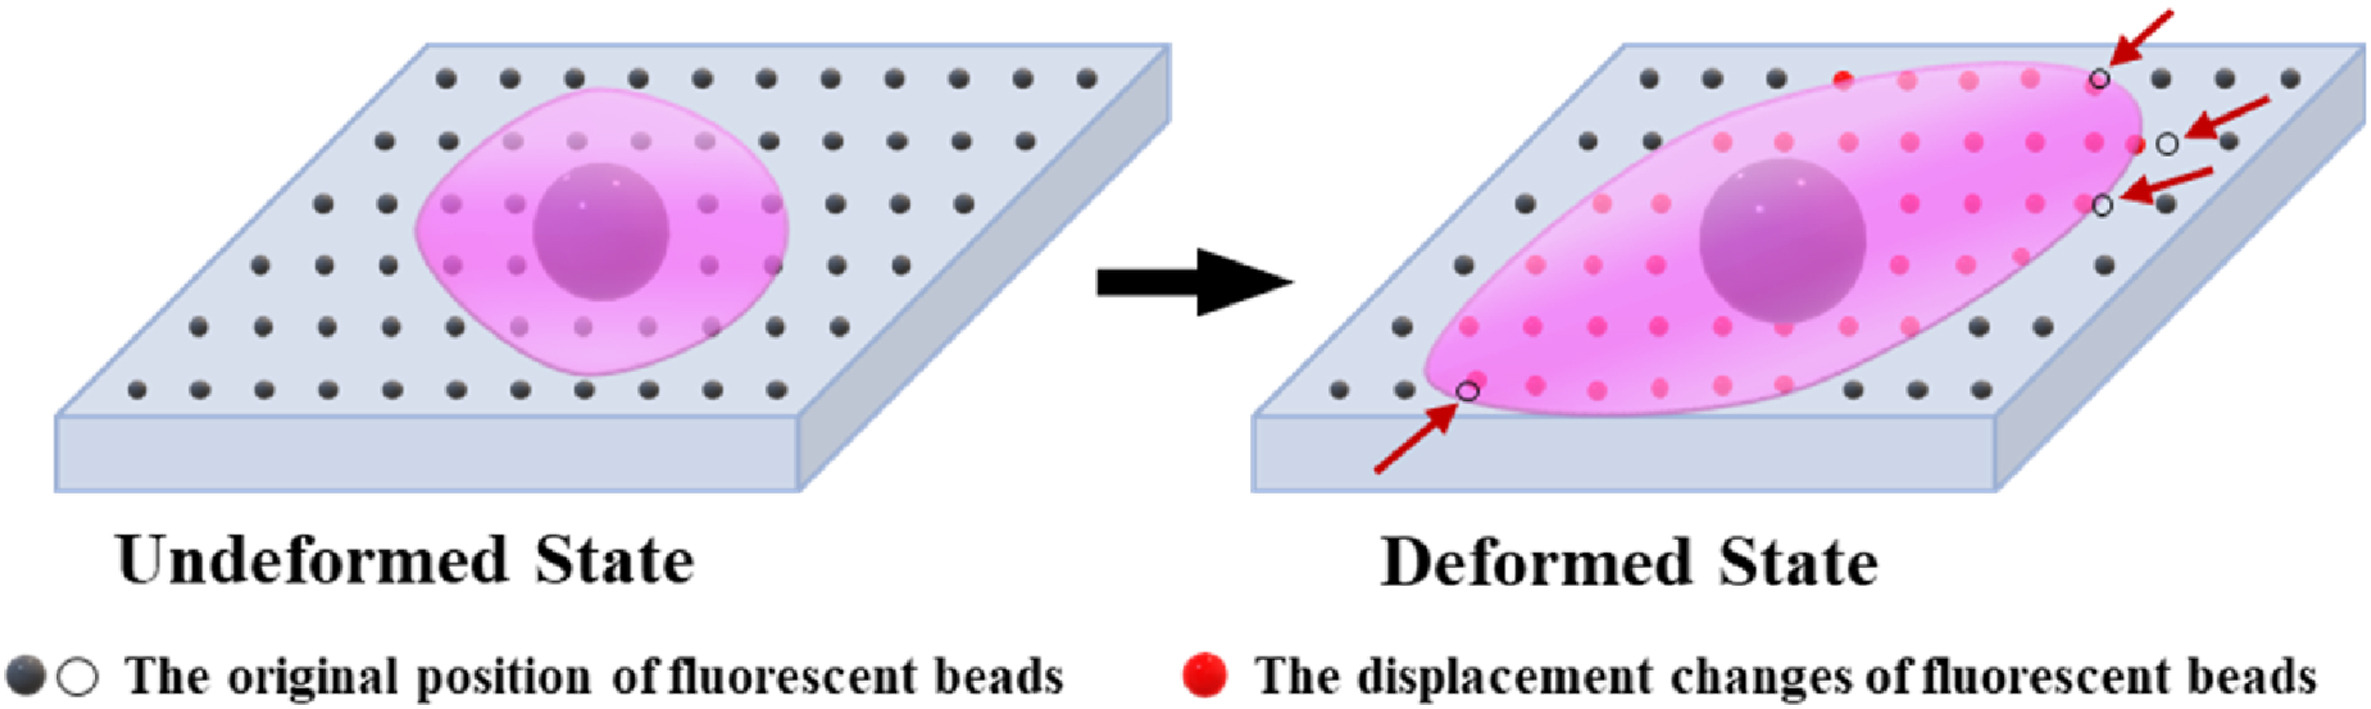 Undeformed State
Deformed State
The original position of fluorescent beads
The displacement changes of fluorescent beads